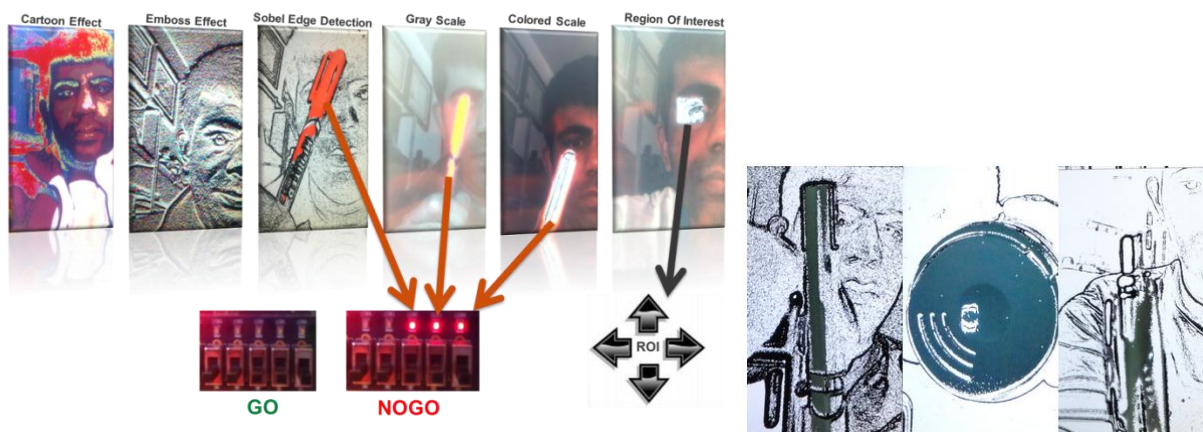 Cartoon Effect
Emboss Effect
Sobel Edge Detection
Gray Scale
Colored Scale
Region Of Interest
ROI
GO
NOGO